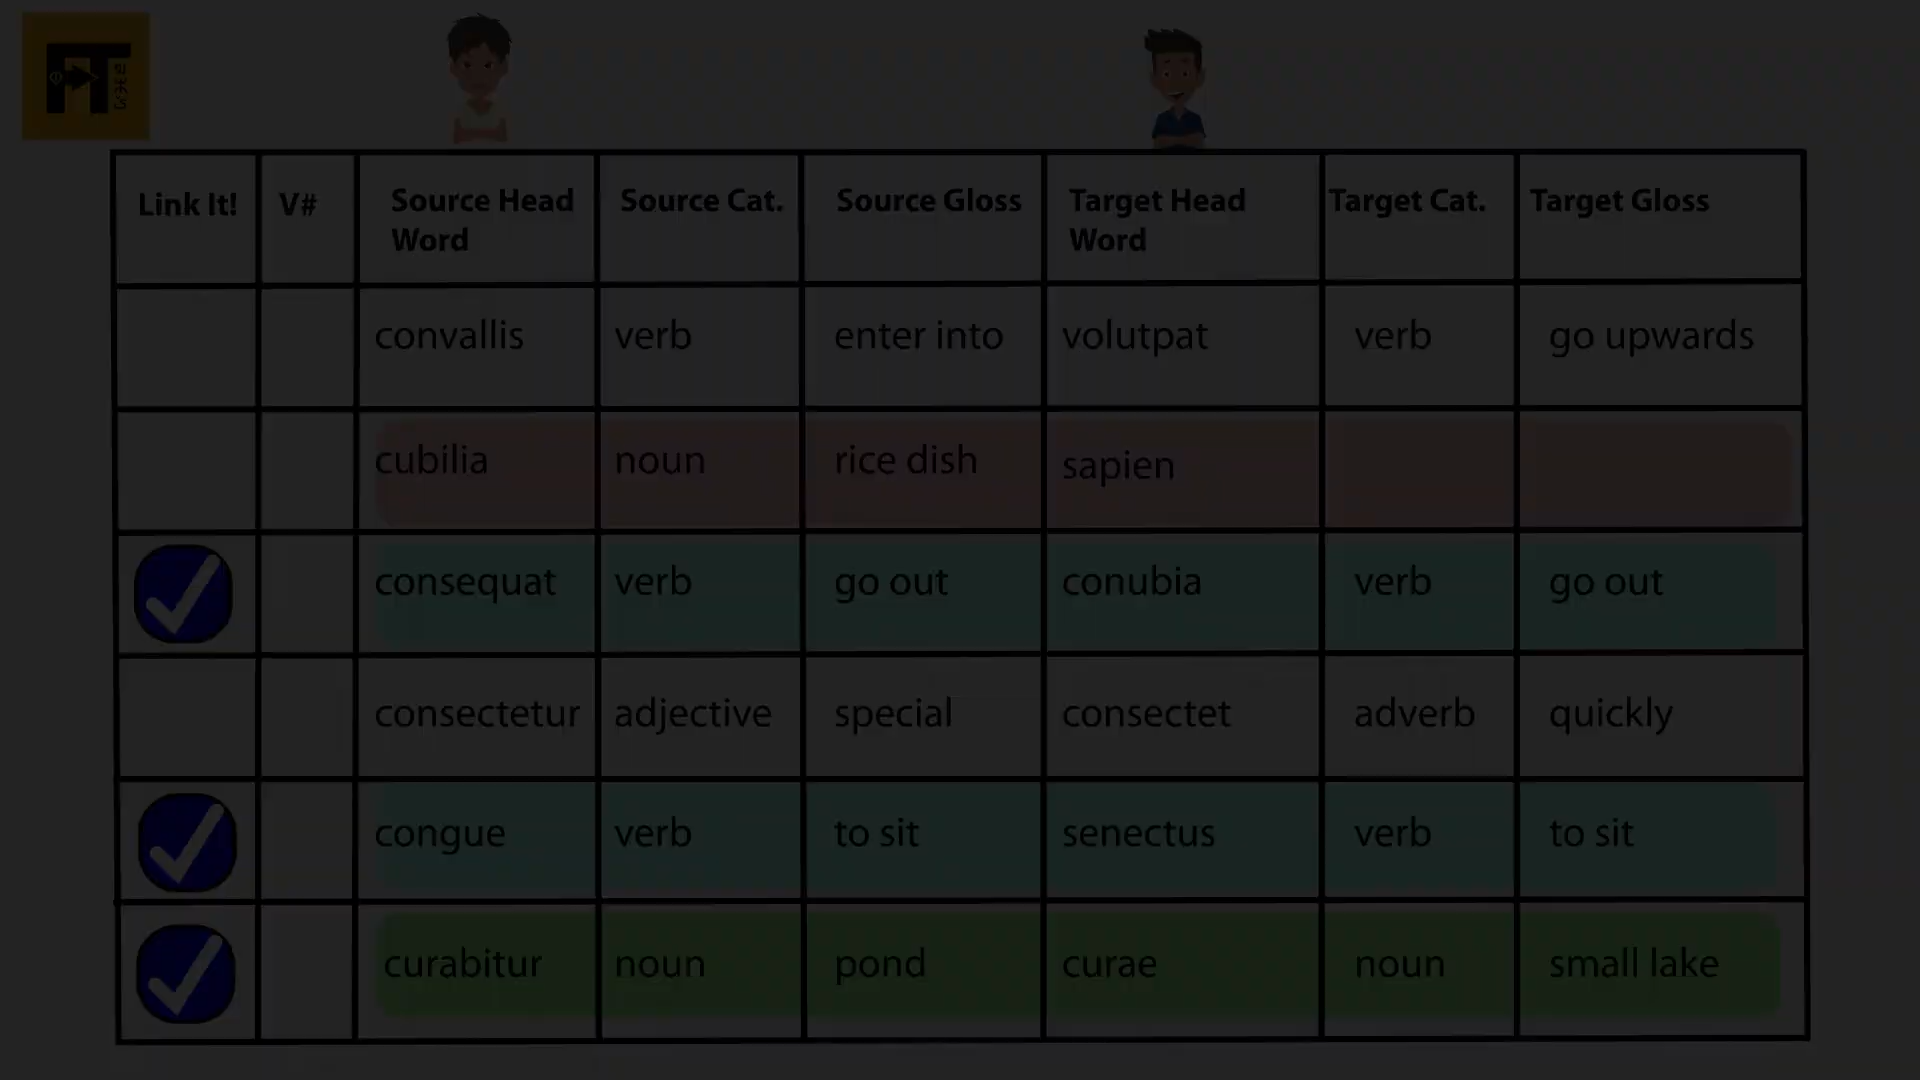 FT
Link It! V# Source Head Word Source Cat. Source Gloss Target Head Word Target Cat. Target Gloss
convallis verb enter into volutpat verb go upwards
cubilia noun rice dish sapien
consequat verb go out conubia verb go out
consectetur adjective special consectet adverb quickly
congue verb to sit senectus verb to sit
curabitur noun pond curae noun small lake